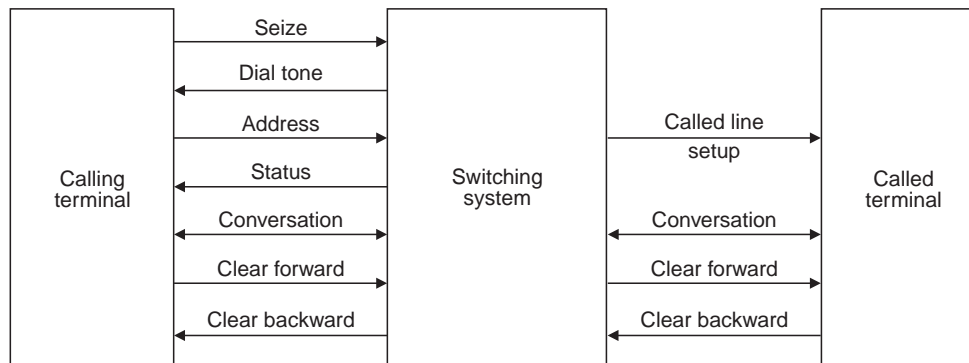 Seize
Dial tone
Address
Called line
setup
Calling
terminal
Status
Switching
system
Called
terminal
Conversation
Conversation
Clear forward
Clear forward
Clear backward
Clear backward